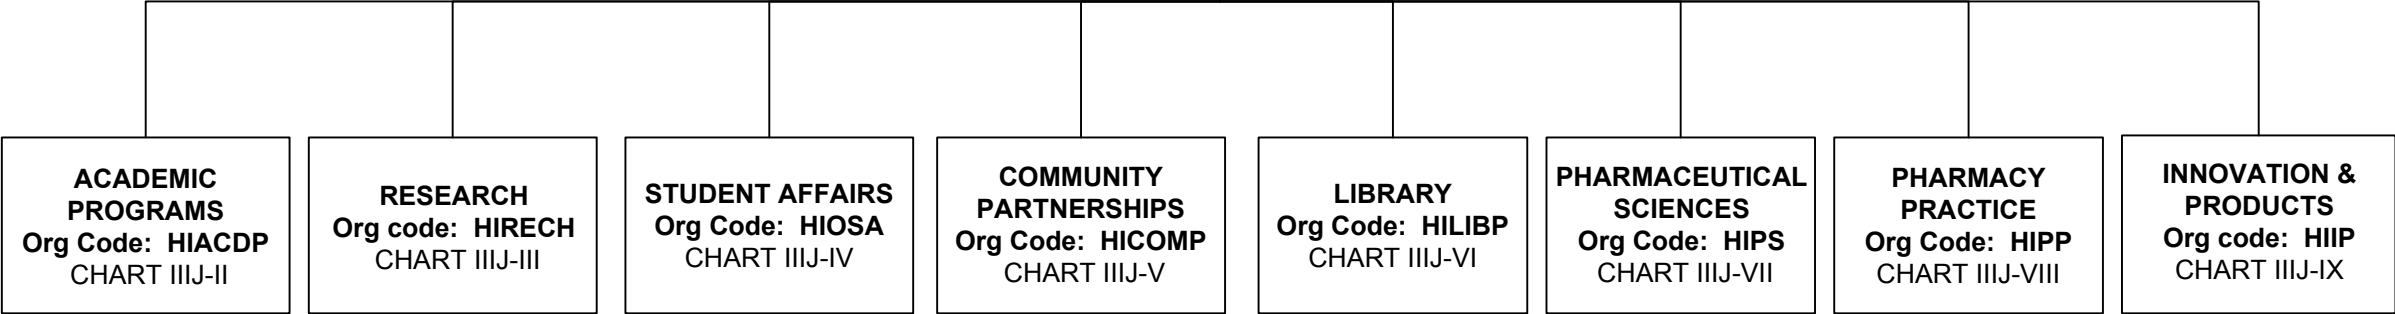 ACADEMIC
PROGRAMS
Org Code:  HIACDP
CHART IIIJ-II
RESEARCH
Org code:  HIRECH
CHART IIIJ-III
STUDENT AFFAIRS
Org Code:  HIOSA
CHART IIIJ-IV
COMMUNITY
PARTNERSHIPS
Org Code:  HICOMP
CHART IIIJ-V
LIBRARY
Org Code:  HILIBP
CHART IIIJ-VI
PHARMACEUTICAL
SCIENCES
Org Code:  HIPS
CHART IIIJ-VII
PHARMACY
PRACTICE
Org Code:  HIPP
CHART IIIJ-VIII
INNOVATION &
PRODUCTS
Org code:  HIIP
CHART IIIJ-IX